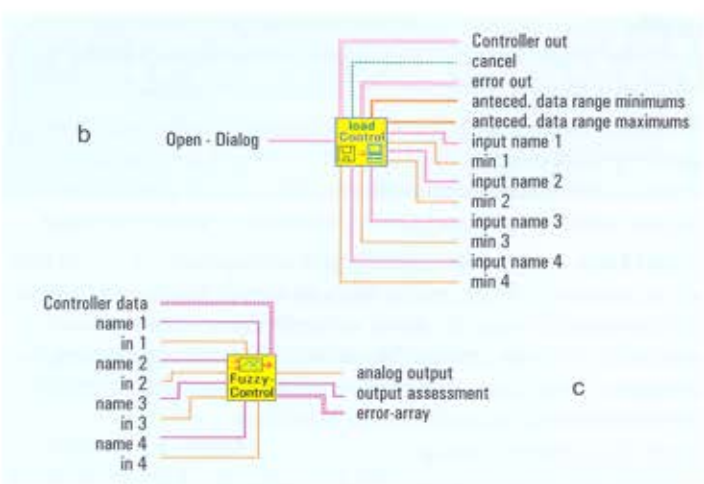 b
Open - Dialog
load
Control
Controller out
cancel
error out
anteced. data range minimums
anteced. data range maximums
input name 1
min 1
input name 2
min 2
input name 3
min 3
input name 4
min 4
Controller data
name 1
in 1
name 2
in 2
name 3
in 3
name 4
in 4
Fuzzy-
Control
analog output
output assessment
error-array
c